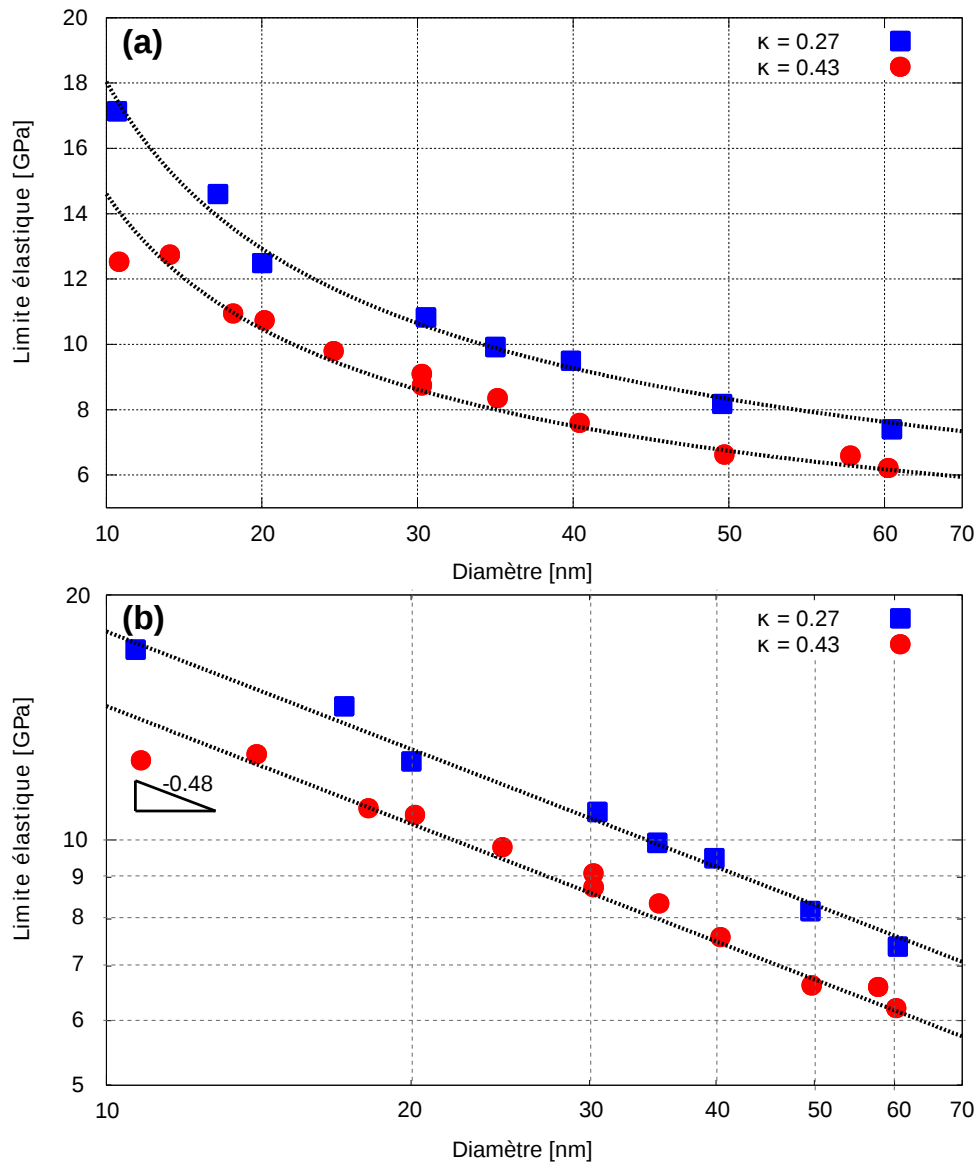 (a)
κ = 0.27
κ = 0.43
Limite élastique [GPa]
20
18
16
14
12
10
8
6
10 20 30 40 50 60 70
Diamètre [nm]
(b)
κ = 0.27
κ = 0.43
-0.48
Limite élastique [GPa]
20
10
9
8
7
6
5
10 20 30 40 50 60 70
Diamètre [nm]